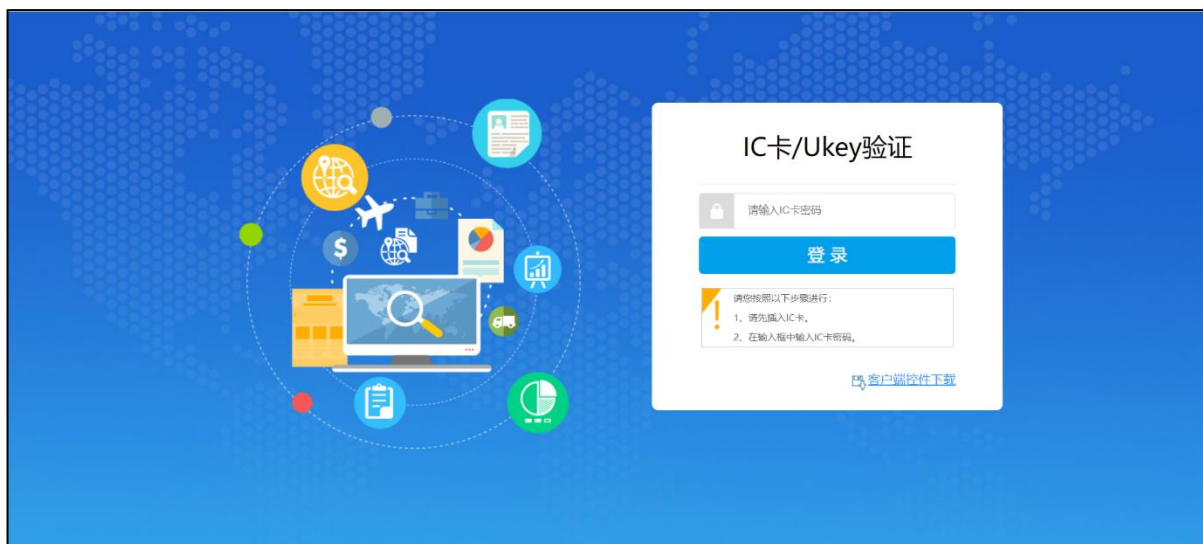 IC卡/Ukey验证
请输入IC卡密码
登录
请您按照以下步骤进行：
1、请先插入IC卡。
2、在输入框中输入IC卡密码。
客户端控件下载
$